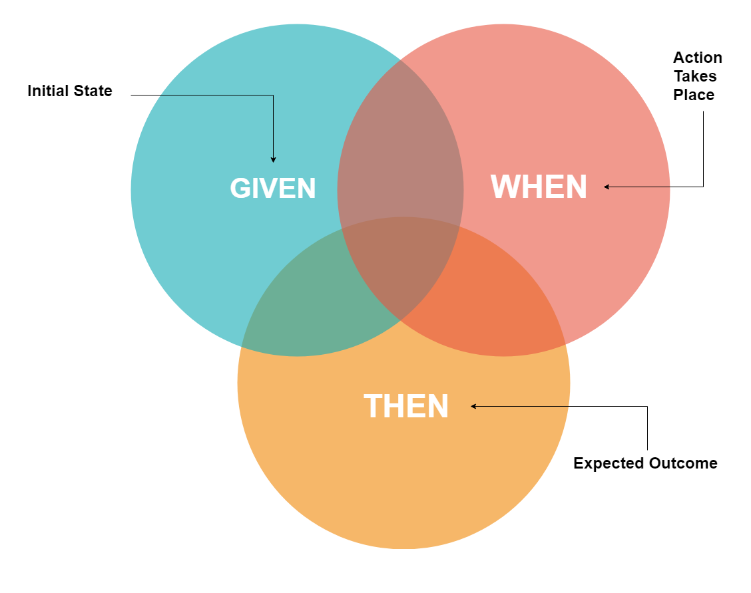 Initial State
GIVEN
WHEN
Action
Takes
Place
THEN
Expected Outcome